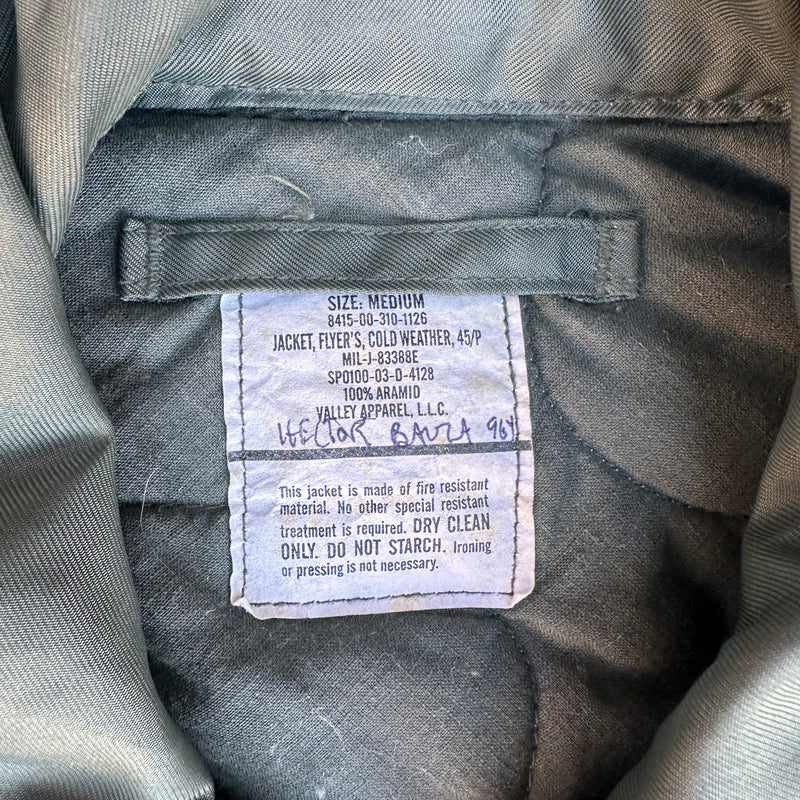 SIZE: MEDIUM
8415-00-310-1126
JACKET, FLYER'S, COLD WEATHER, 45/P
MIL-J-83388E
SPO100-03-D-4128
100% ARAMID
VALLEY APPAREL, L.L.C.
HECTOR BAUZA
This jacket is made of fire resistant
material. No other special resistant
treatment is required. DRY CLEAN
ONLY. DO NOT STARCH. Ironing
or pressing is not necessary.